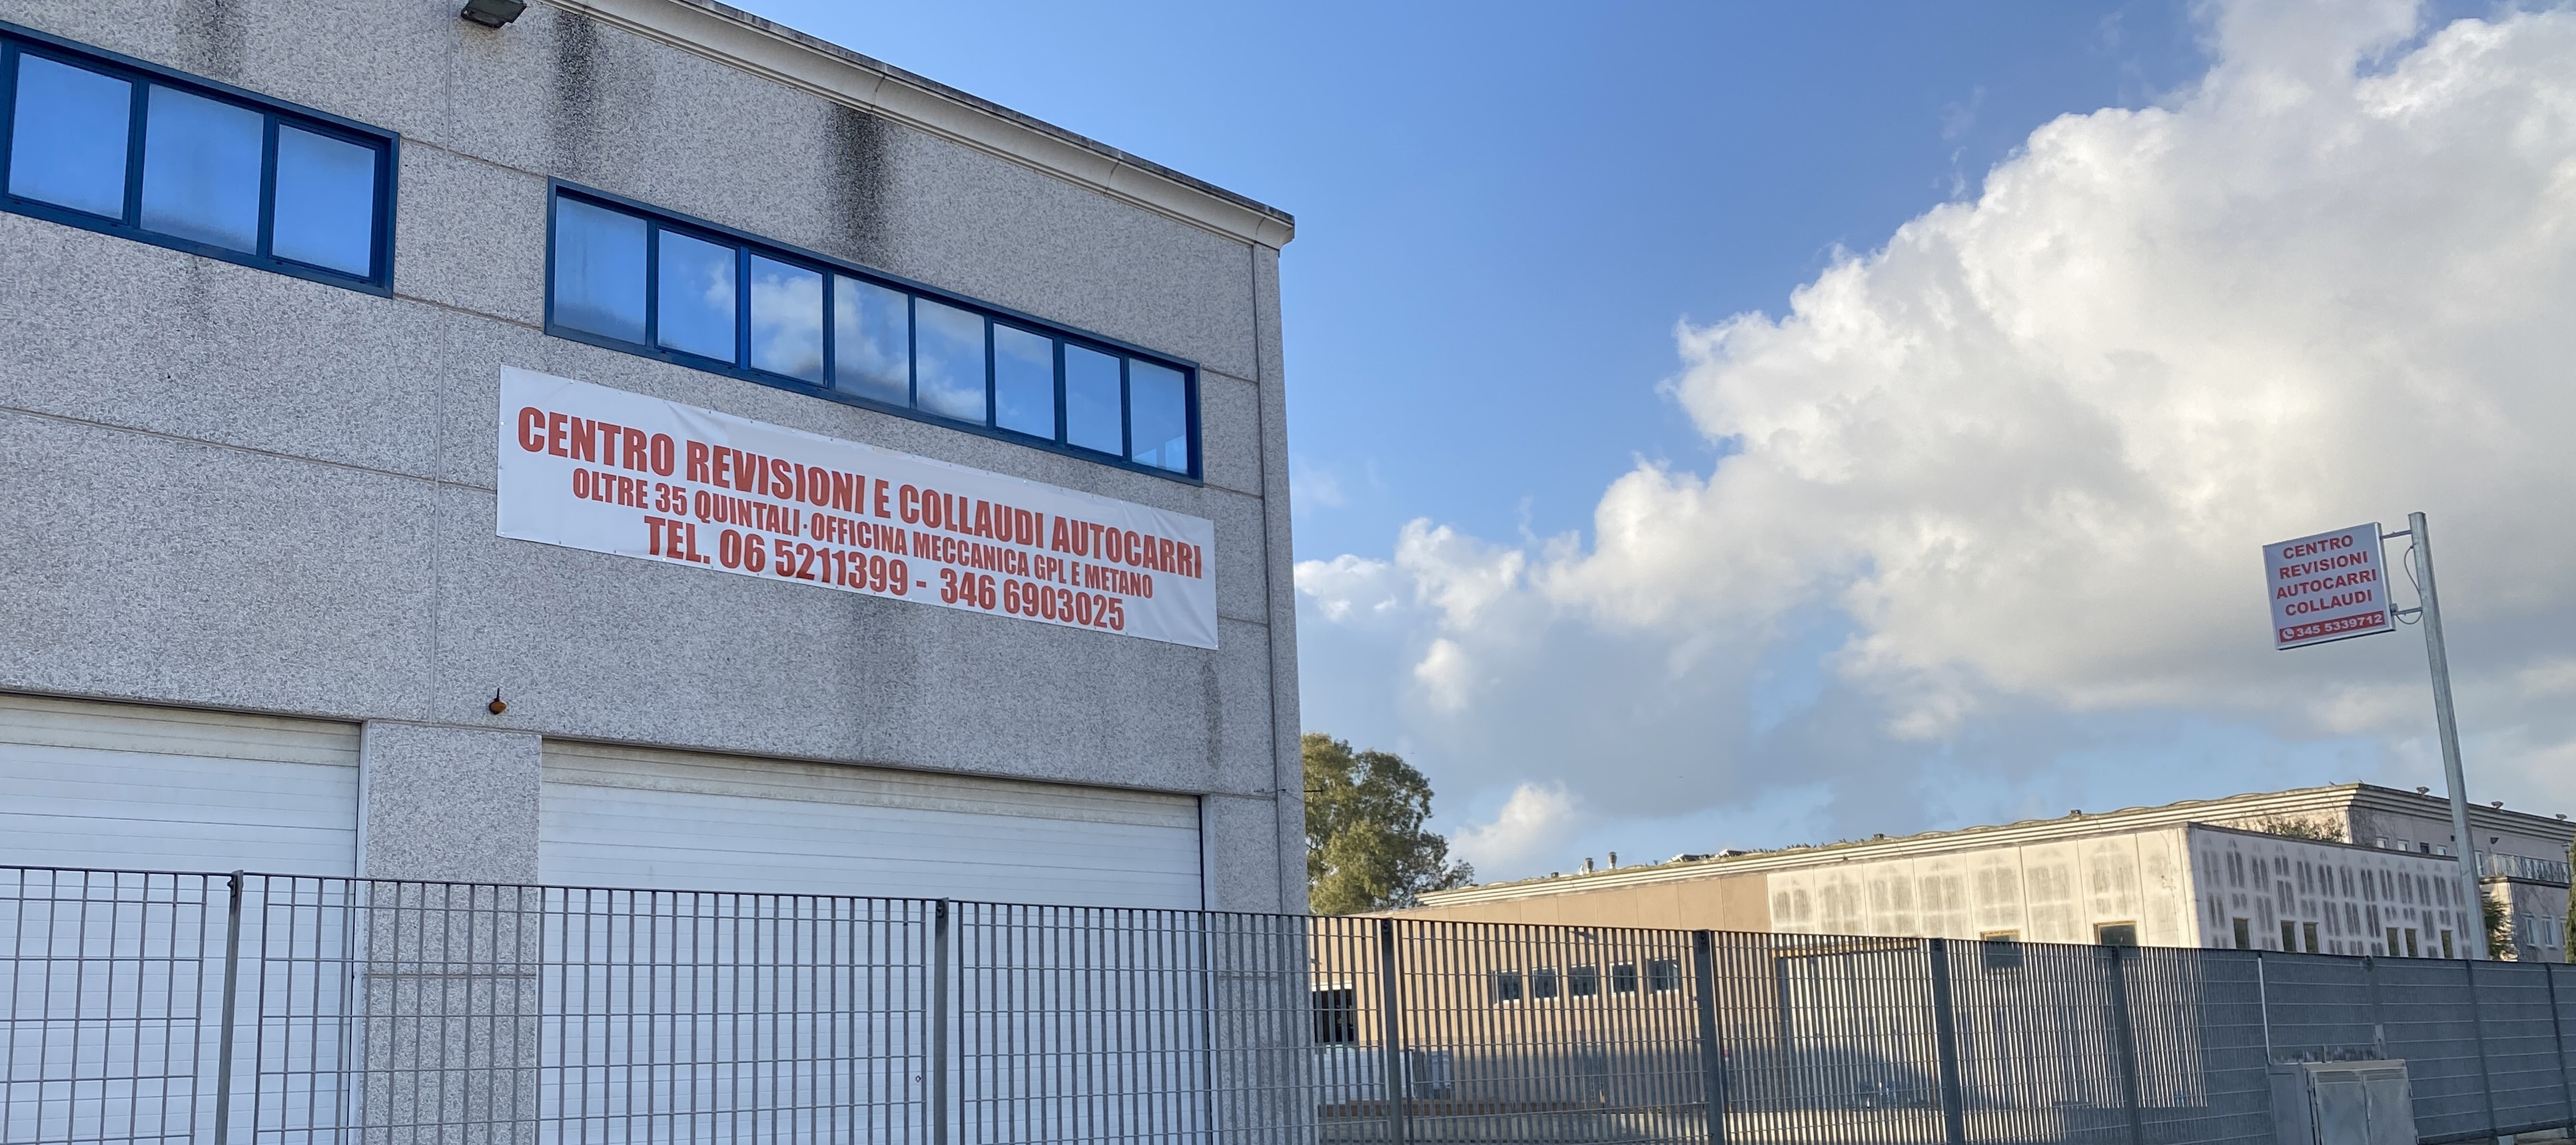 CENTRO REVISIONI E COLLAUDI AUTOCARRI
OLTRE 35 QUINTALI·OFFICINA MECCANICA GPL E METANO
TEL. 06 5211399 - 346 6903025
CENTRO
REVISIONI
AUTOCARRI
COLLAUDI
345 5339712